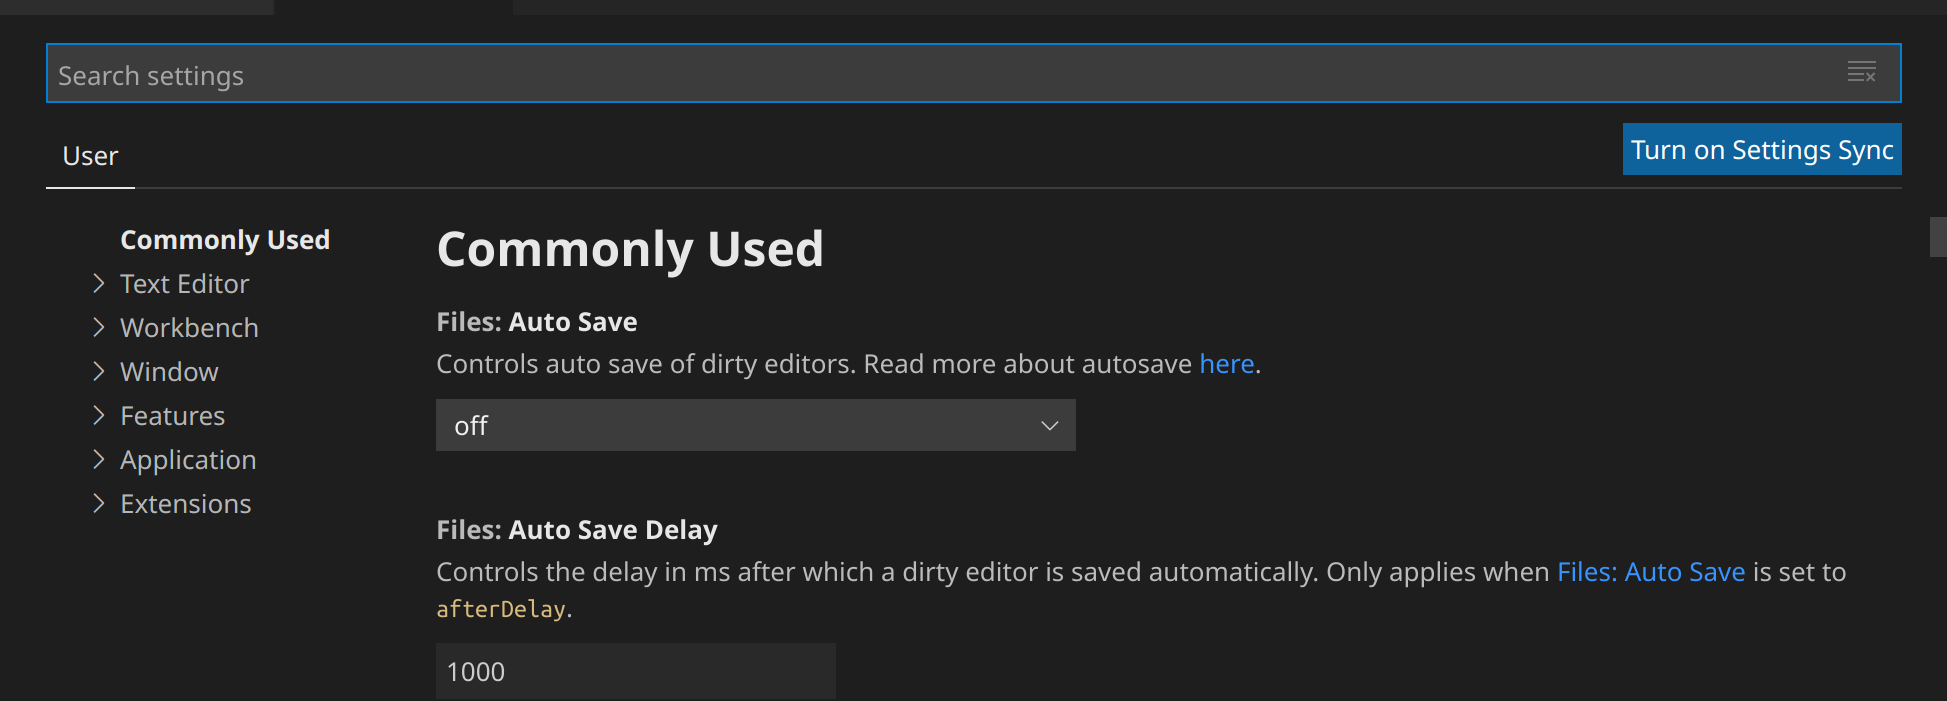 Search settings
User
Turn on Settings Sync
Commonly Used
Text Editor
Workbench
Window
Features
Application
Extensions
Commonly Used
Files: Auto Save
Controls auto save of dirty editors. Read more about autosave here.
off
Files: Auto Save Delay
Controls the delay in ms after which a dirty editor is saved automatically. Only applies when Files: Auto Save is set to
afterDelay.
1000